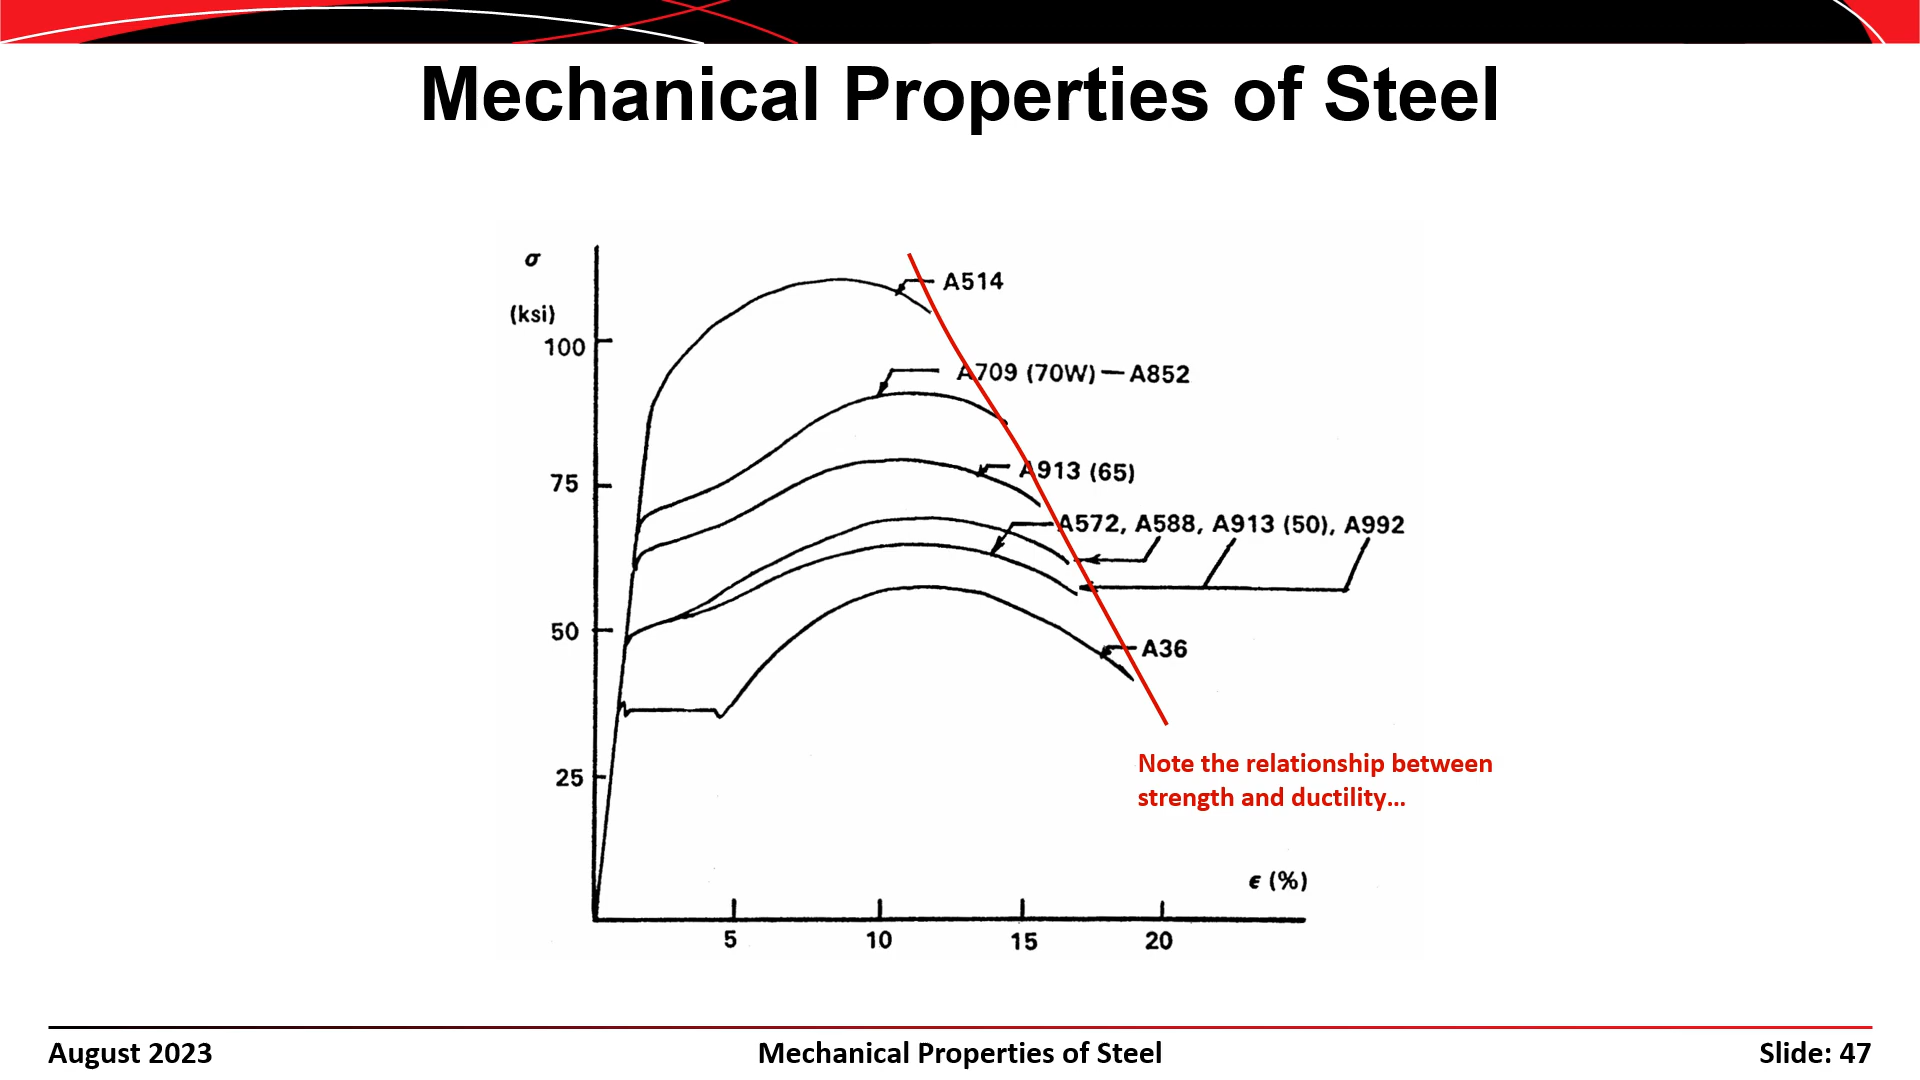 Mechanical Properties of Steel
σ
(ksi)
100
75
50
25
A514
A709 (70W) — A852
A913 (65)
A572, A588, A913 (50), A992
A36
Note the relationship between
strength and ductility...
ϵ (%)
5
10
15
20
August 2023
Mechanical Properties of Steel
Slide: 47